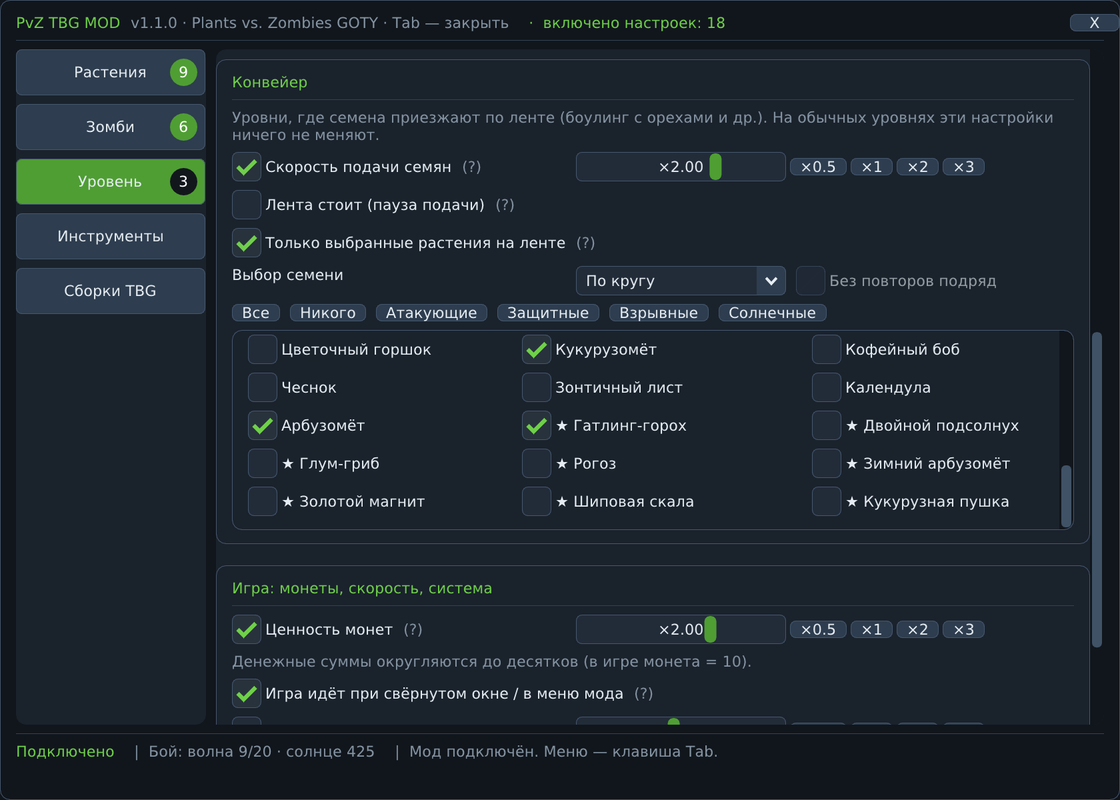 PvZ TBG MOD v1.1.0 · Plants vs. Zombies GOTY · Tab — закрыть · включено настроек: 18 X
Растения 9
Зомби 6
Уровень 3
Инструменты
Сборки TBG
Конвейер
Уровни, где семена приезжают по ленте (боулинг с орехами и др.). На обычных уровнях эти настройки
ничего не меняют.
Скорость подачи семян (?) ×2.00 ×0.5 ×1 ×2 ×3
Лента стоит (пауза подачи) (?)
Только выбранные растения на ленте (?)
Выбор семени По кругу Без повторов подряд
Все Никого Атакующие Защитные Взрывные Солнечные
Цветочный горшок Кукурузомёт Кофейный боб
Чеснок Зонтичный лист Календула
Арбузомёт ★ Гатлинг-горох ★ Двойной подсолнух
★ Глум-гриб ★ Рогоз ★ Зимний арбузомёт
★ Золотой магнит ★ Шиповая скала ★ Кукурузная пушка
Игра: монеты, скорость, система
Ценность монет (?) ×2.00 ×0.5 ×1 ×2 ×3
Денежные суммы округляются до десятков (в игре монета = 10).
Игра идёт при свёрнутом окне / в меню мода (?)
Подключено | Бой: волна 9/20 · солнце 425 | Мод подключён. Меню — клавиша Tab.